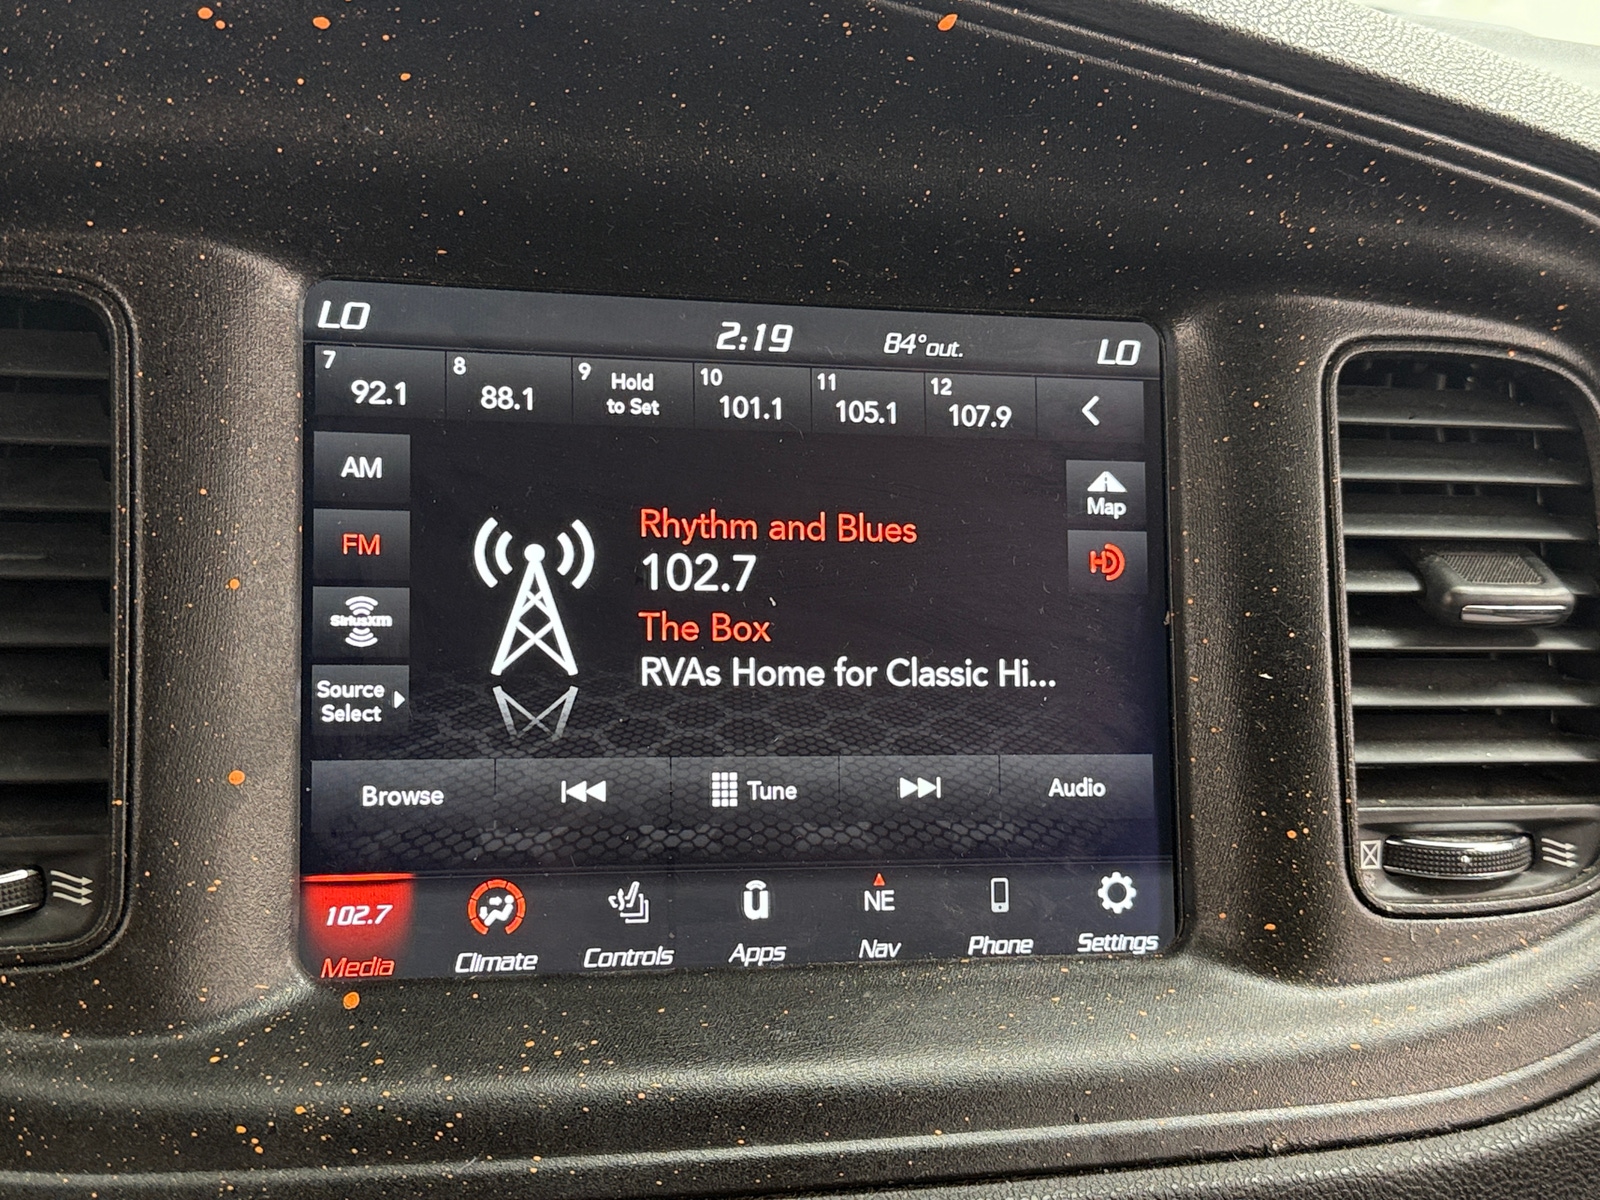 LO
2:19
84°out.
LO
7
92.1
8
88.1
9
Hold
to Set
10
101.1
11
105.1
12
107.9
AM
FM
SiriusXM
Source
Select
Map
HD
Rhythm and Blues
102.7
The Box
RVAs Home for Classic Hi...
Browse
Tune
Audio
102.7
Media
Climate
Controls
ū
Apps
NE
Nav
Phone
Settings